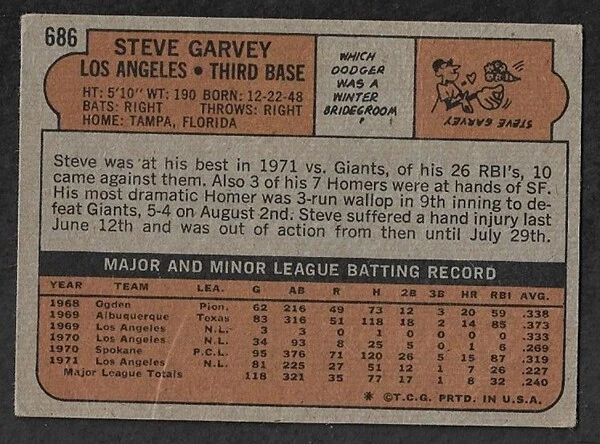 686
STEVE GARVEY
LOS ANGELES • THIRD BASE
HT: 5'10" WT: 190 BORN: 12-22-48
BATS: RIGHT THROWS: RIGHT
HOME: TAMPA, FLORIDA
WHICH
DODGER
WAS A
WINTER
BRIDEGROOM
?
STEVE GARVEY
Steve was at his best in 1971 vs. Giants, of his 26 RBI's, 10
came against them. Also 3 of his 7 Homers were at hands of SF.
His most dramatic Homer was 3-run wallop in 9th inning to de-
feat Giants, 5-4 on August 2nd. Steve suffered a hand injury last
June 12th and was out of action from then until July 29th.
MAJOR AND MINOR LEAGUE BATTING RECORD
YEAR TEAM LEA. G AB R H 2B 3B HR RBI AVG.
1968 Ogden Pion. 62 216 49 73 12 3 20 59 .338
1969 Albuquerque Texas 83 316 51 118 18 2 14 85 .373
1969 Los Angeles N.L. 3 3 0 1 0 0 0 0 .333
1970 Los Angeles N.L. 34 93 8 25 5 0 1 6 .269
1970 Spokane P.C.L. 95 376 71 120 26 5 15 87 .319
1971 Los Angeles N.L. 81 225 27 51 12 1 7 26 .227
Major League Totals 118 321 35 77 17 1 8 32 .240
* ©T.C.G. PRTD. IN U.S.A.